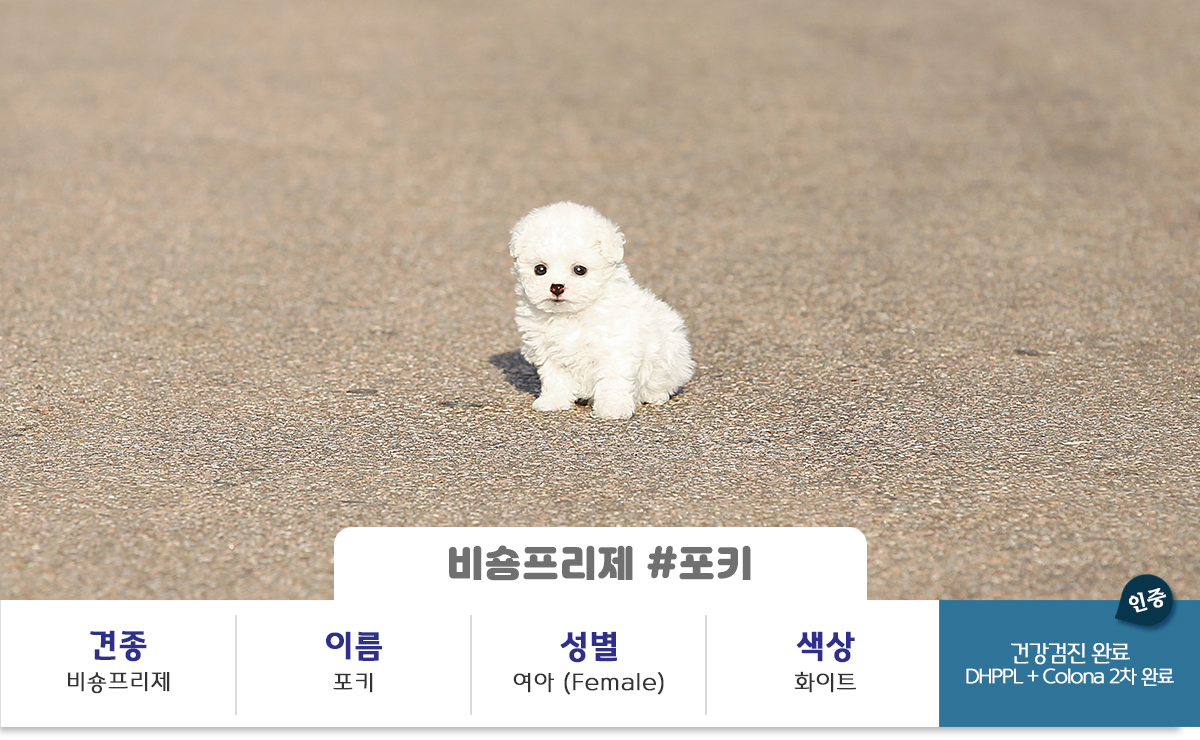 비숑프리제 #포키
인증
견종
비숑프리제
이름
포키
성별
여아 (Female)
색상
화이트
건강검진 완료
DHPPL + Colona 2차 완료